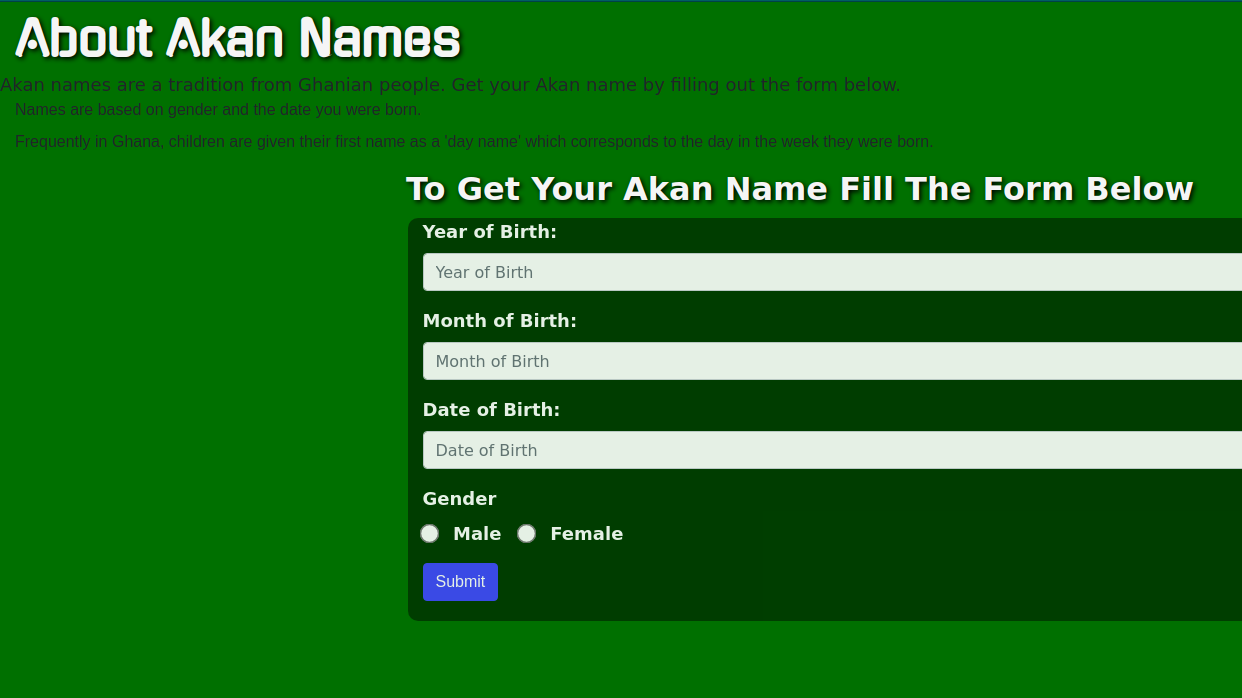 About Akan Names
Akan names are a tradition from Ghanian people. Get your Akan name by filling out the form below.
Names are based on gender and the date you were born.
Frequently in Ghana, children are given their first name as a 'day name' which corresponds to the day in the week they were born.
To Get Your Akan Name Fill The Form Below
Year of Birth:
Year of Birth
Month of Birth:
Month of Birth
Date of Birth:
Date of Birth
Gender
Male Female
Submit